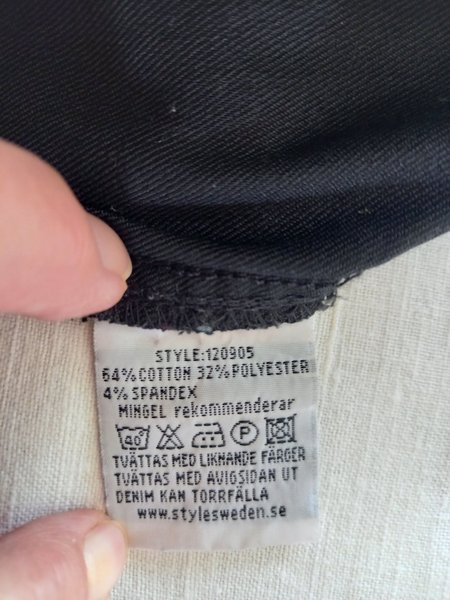 STYLE:120905
64%COTTON 32%POLYESTER
4% SPANDEX
MINGEL rekommenderar
40 P
TVÄTTAS MED LIKNANDE FÄRGER
TVÄTTAS MED AVIGSIDAN UT
DENIM KAN TORRFÄLLA
www.stylesweden.se